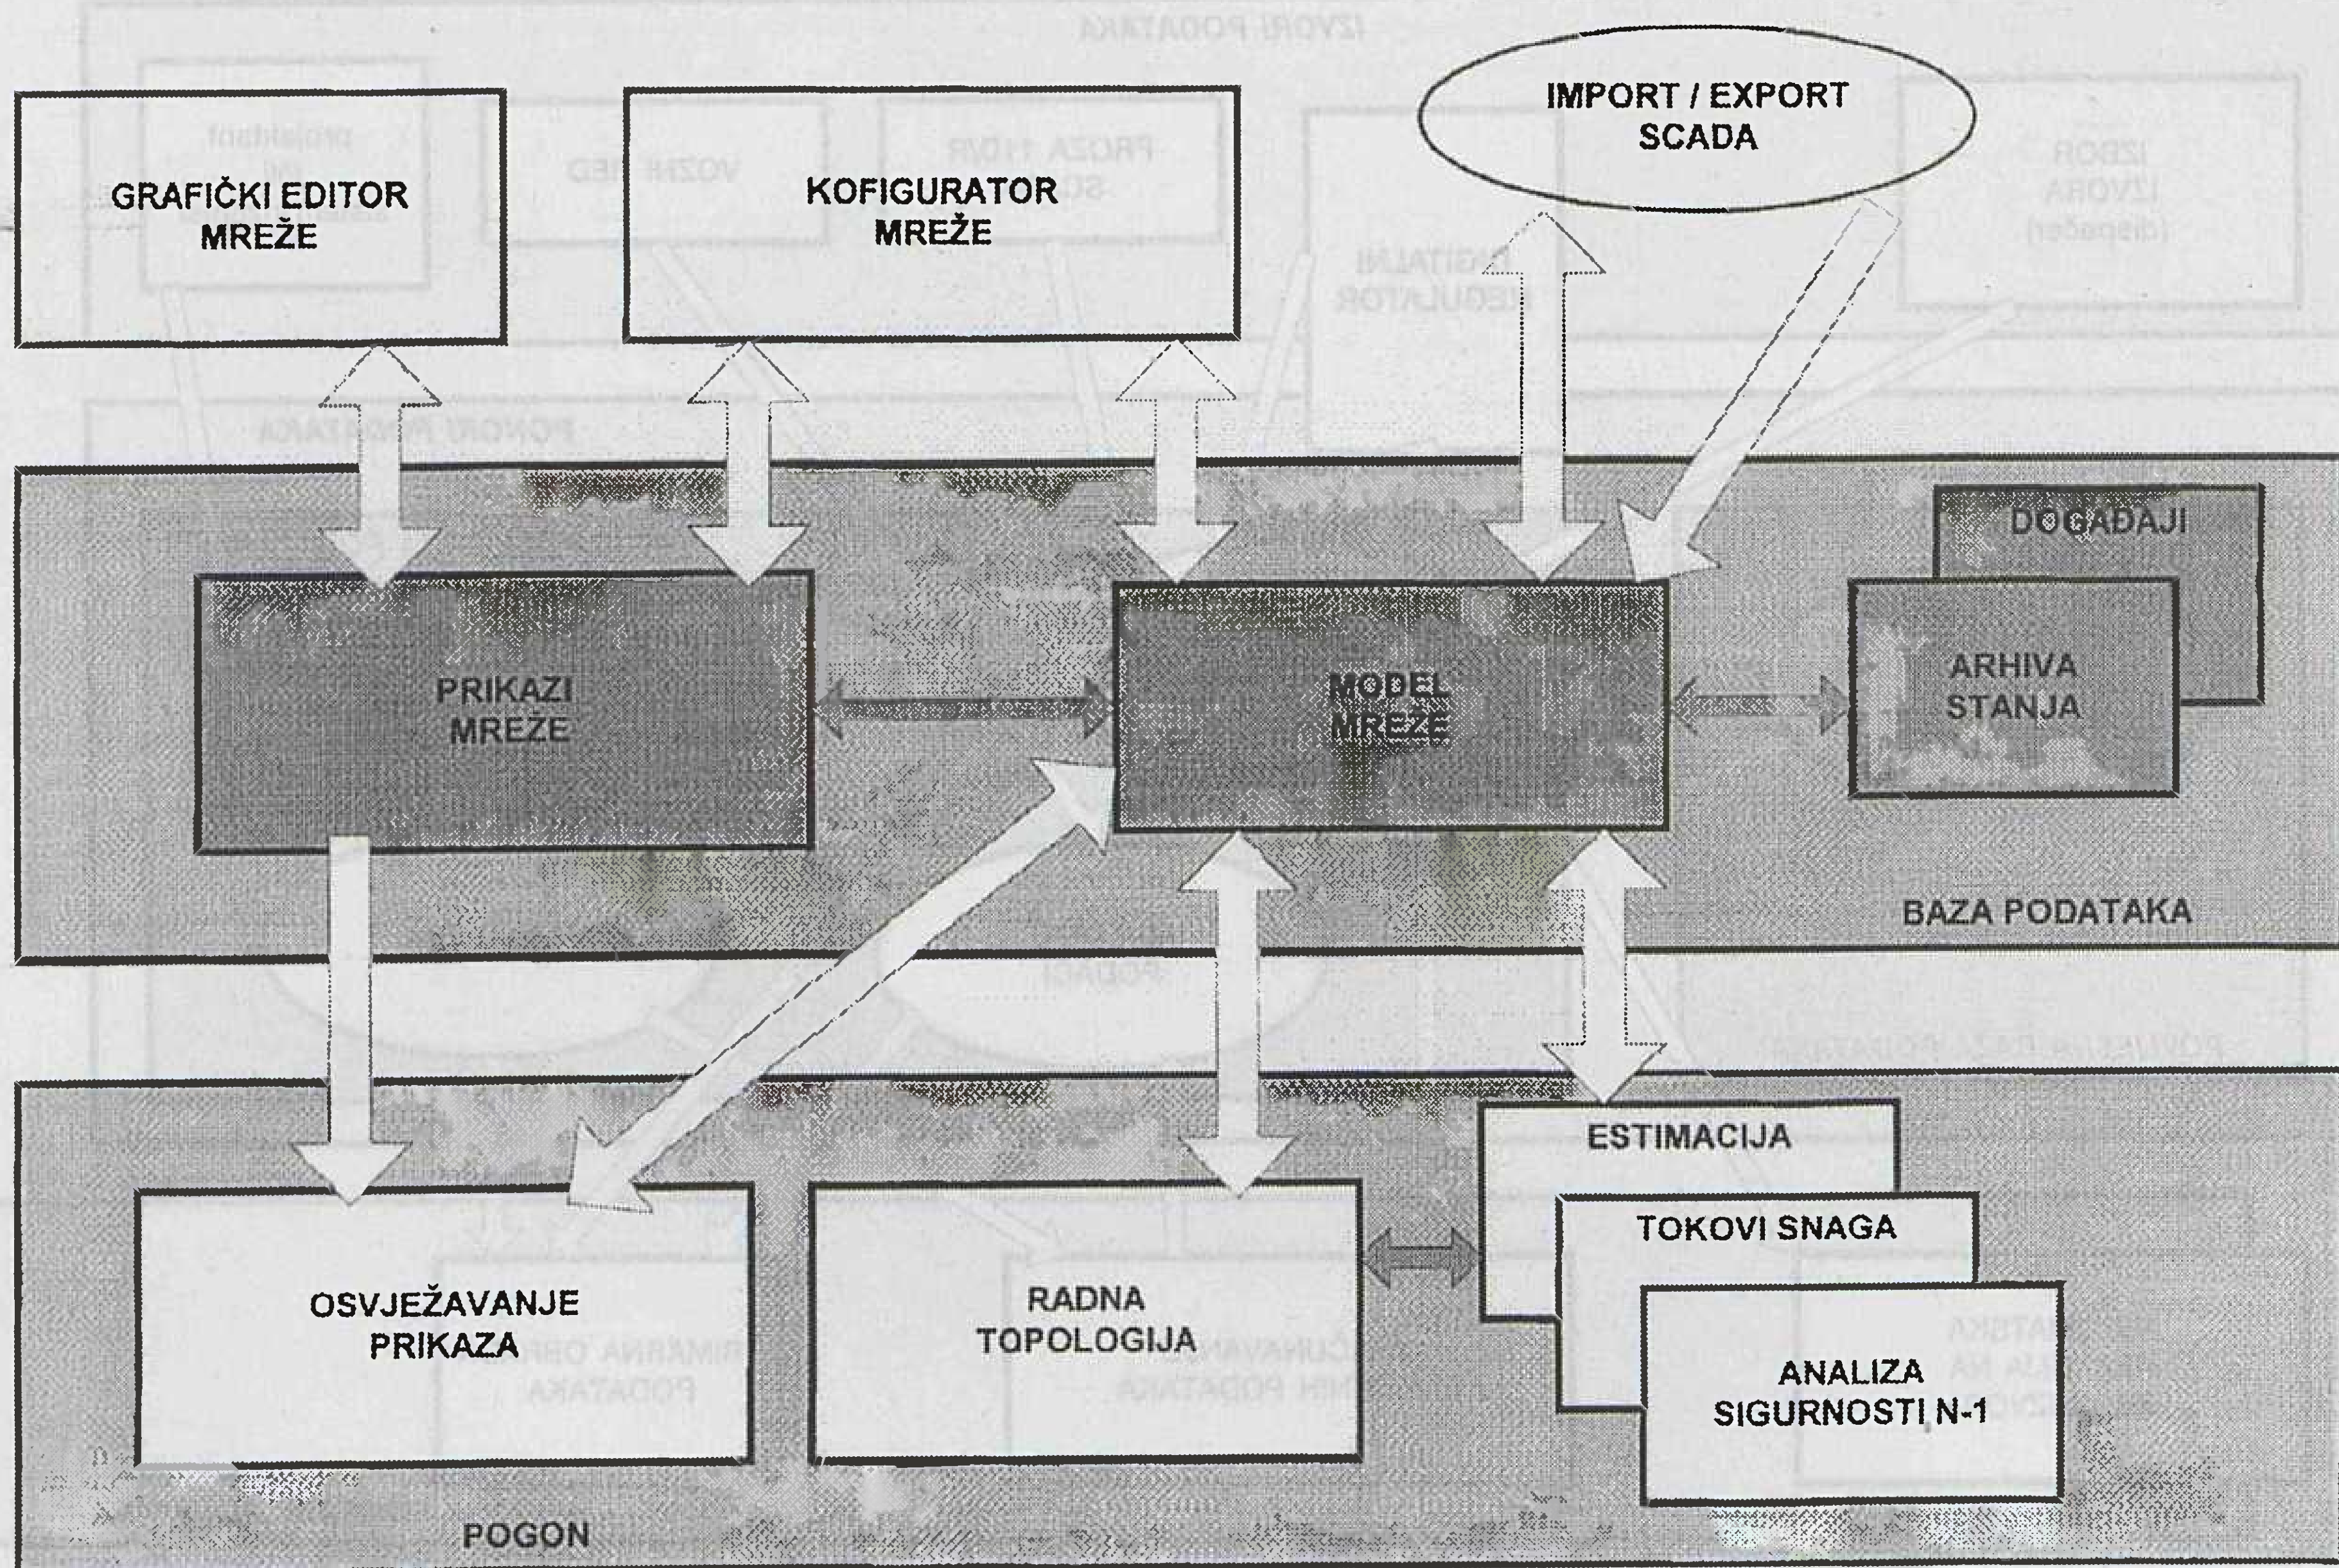 GRAFIČKI EDITOR
MREŽE
KOFIGURATOR
MREŽE
IMPORT / EXPORT
SCADA
DOGAĐAJI
ARHIVA
STANJA
PRIKAZI
MREŽE
MODEL
MREŽE
BAZA PODATAKA
ESTIMACIJA
TOKOVI SNAGA
ANALIZA
SIGURNOSTI N-1
OSVJEŽAVANJE
PRIKAZA
RADNA
TOPOLOGIJA
POGON